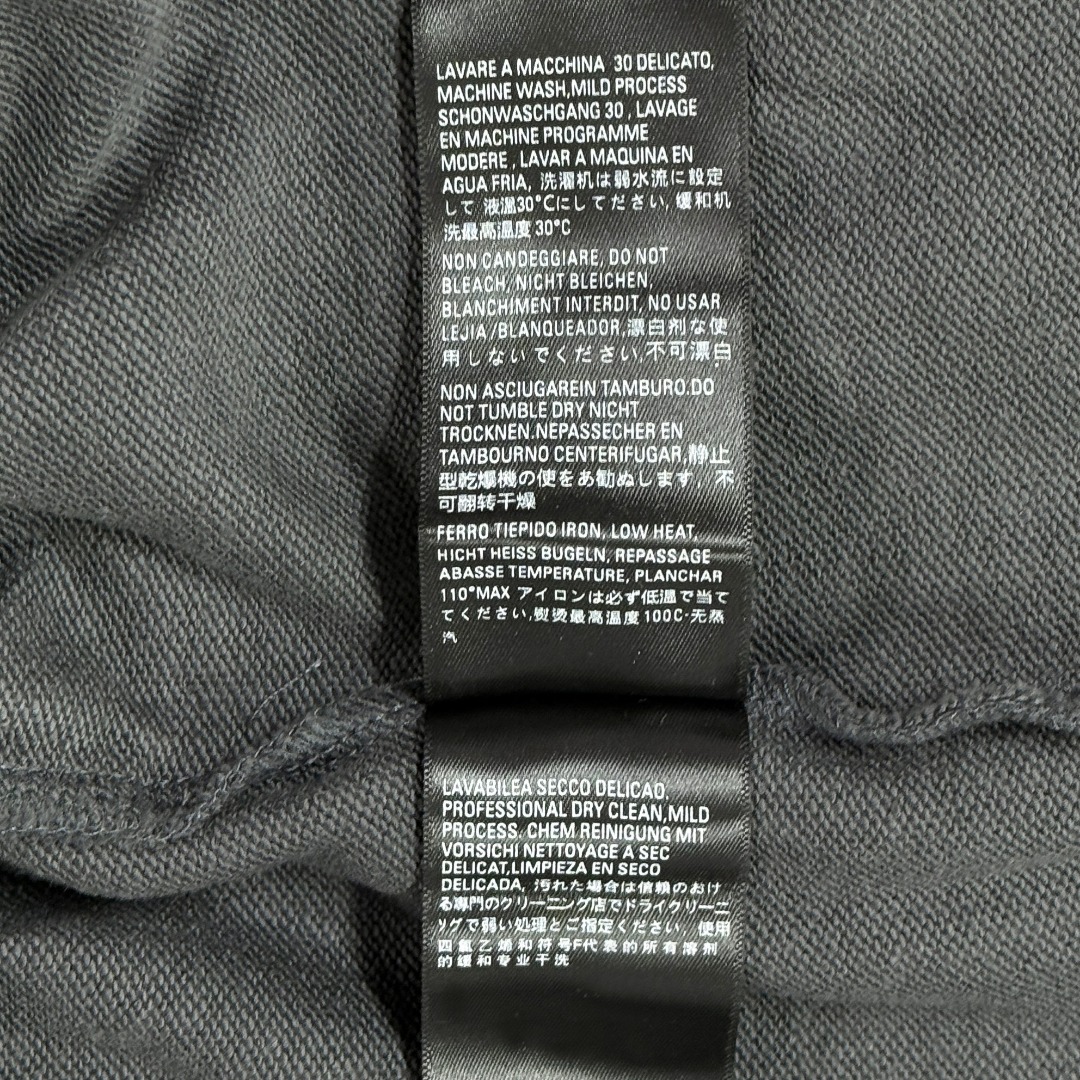 LAVARE A MACCHINA 30 DELICATO,
MACHINE WASH,MILD PROCESS
SCHONWASCHGANG 30 , LAVAGE
EN MACHINE PROGRAMME
MODERE , LAVAR A MAQUINA EN
AGUA FRIA, 洗濯机は弱水流に設定
して 液温30°Cにしてださい, 缓和机
洗最高温度 30°C
NON CANDEGGIARE, DO NOT
BLEACH, NICHT BLEICHEN,
BLANCHIMENT INTERDIT, NO USAR
LEJIA /BLANQUEADOR,漂白剤な使
用しないでください,不可漂白
NON ASCIUGAREIN TAMBURO.DO
NOT TUMBLE DRY NICHT
TROCKNEN.NEPASSECHER EN
TAMBOURNO CENTERIFUGAR,静止
型乾燥機の使をあ勧ぬします, 不
可翻转干燥
FERRO TIEPIDO IRON, LOW HEAT,
HICHT HEISS BUGELN, REPASSAGE
ABASSE TEMPERATURE, PLANCHAR
110°MAX アイロンは必ず低温で当て
てください,熨烫最高温度 100C-无蒸
汽
LAVABILEA SECCO DELICAO,
PROFESSIONAL DRY CLEAN,MILD
PROCESS. CHEM REINIGUNG MIT
VORSICHI NETTOYAGE A SEC
DELICAT,LIMPIEZA EN SECO
DELICADA, 汚れた場合は信頼のおけ
る専門のクリーニング店でドライクリーニ
ソグで弱い処理とご指定ください, 使用
四氯乙烯和符号F代表的所有溶剂
的缓和专业干洗